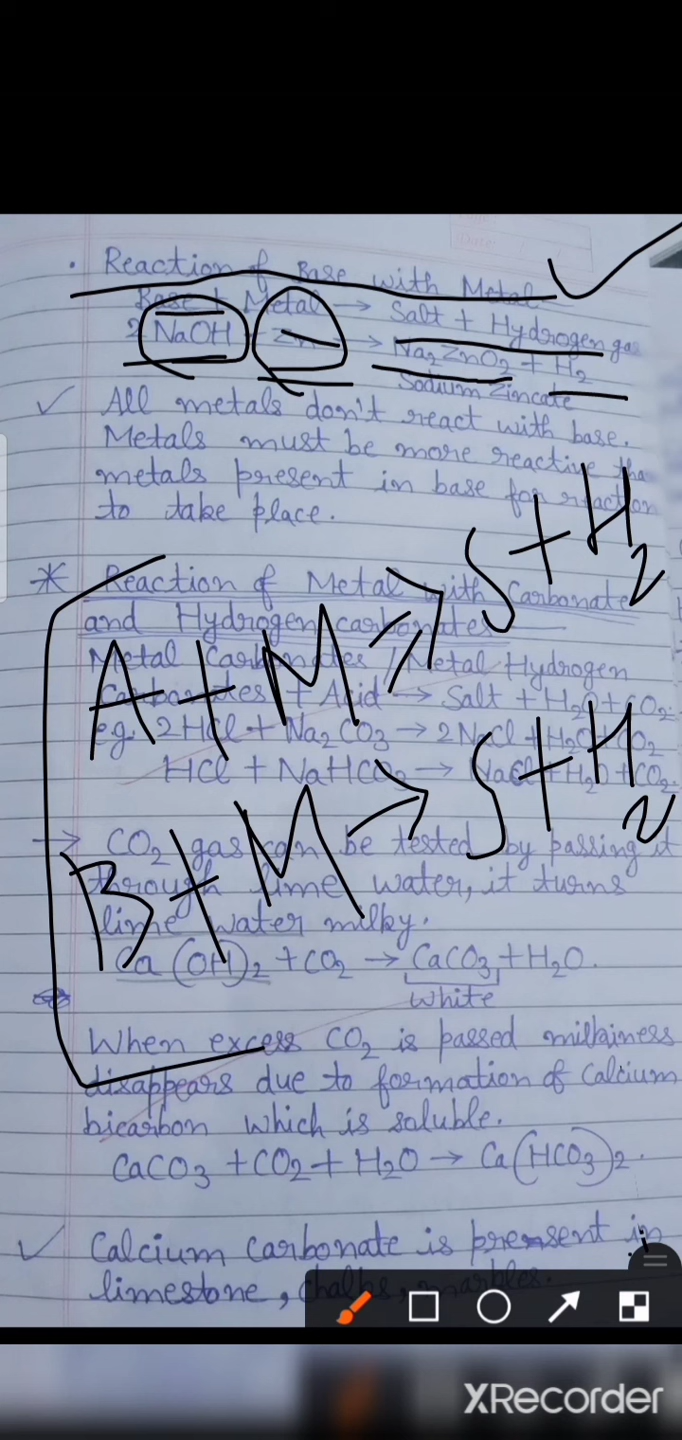 • Reaction of Base with Metal
Base + Metal → Salt + Hydrogen gas
2 NaOH + Zn → Na₂ZnO₂ + H₂
Sodium Zincate
✓ All metals don't react with base.
Metals must be more reactive tha
metals present in base for reaction
to take place.
S + H₂
* Reaction of Metal with Carbonate
and Hydrogen carbonates
A + M →
Metal Carbonates / Metal Hydrogen
Carbonates + Acid → Salt + H₂O + CO₂.
e.g. 2HCl + Na₂CO₃ → 2NaCl + H₂O + CO₂
HCl + NaHCO₃ → NaCl + H₂O + CO₂.
B + M → S + H₂
→ CO₂ gas can be tested by passing it
through lime water, it turns
lime water milky.
Ca(OH)₂ + CO₂ → CaCO₃ + H₂O.
white
When excess CO₂ is passed milkiness
disappears due to formation of Calcium
bicarbon which is soluble.
CaCO₃ + CO₂ + H₂O → Ca(HCO₃)₂.
✓ Calcium carbonate is present in
limestone, chalks, marbles.
XRecorder